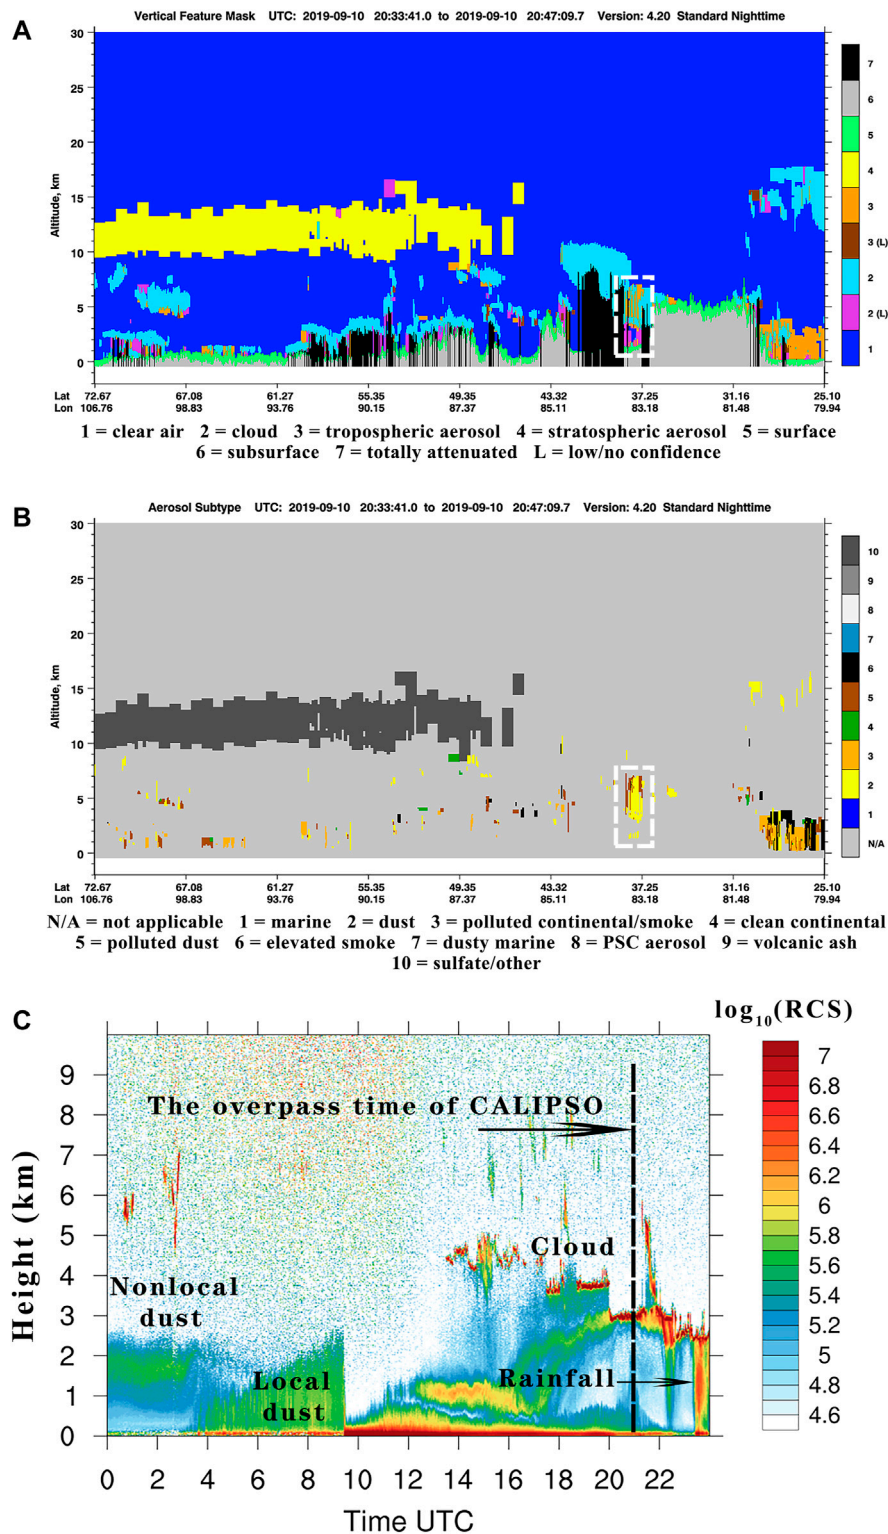 A
Vertical Feature Mask UTC: 2019-09-10 20:33:41.0 to 2019-09-10 20:47:09.7 Version: 4.20 Standard Nighttime
30
25
20
15
10
5
0
Altitude, km
7
6
5
4
3
3 (L)
2
2 (L)
1
Lat 72.67 67.08 61.27 55.35 49.35 43.32 37.25 31.16 25.10
Lon 106.76 98.83 93.76 90.15 87.37 85.11 83.18 81.48 79.94
1 = clear air 2 = cloud 3 = tropospheric aerosol 4 = stratospheric aerosol 5 = surface
6 = subsurface 7 = totally attenuated L = low/no confidence
B
Aerosol Subtype UTC: 2019-09-10 20:33:41.0 to 2019-09-10 20:47:09.7 Version: 4.20 Standard Nighttime
30
25
20
15
10
5
0
Altitude, km
10
9
8
7
6
5
4
3
2
1
N/A
Lat 72.67 67.08 61.27 55.35 49.35 43.32 37.25 31.16 25.10
Lon 106.76 98.83 93.76 90.15 87.37 85.11 83.18 81.48 79.94
N/A = not applicable 1 = marine 2 = dust 3 = polluted continental/smoke 4 = clean continental
5 = polluted dust 6 = elevated smoke 7 = dusty marine 8 = PSC aerosol 9 = volcanic ash
10 = sulfate/other
C
log10(RCS)
9
8
7
6
5
4
3
2
1
0
Height (km)
The overpass time of CALIPSO
Cloud
Nonlocal
dust
Local
dust
Rainfall
7
6.8
6.6
6.4
6.2
6
5.8
5.6
5.4
5.2
5
4.8
4.6
0 2 4 6 8 10 12 14 16 18 20 22
Time UTC